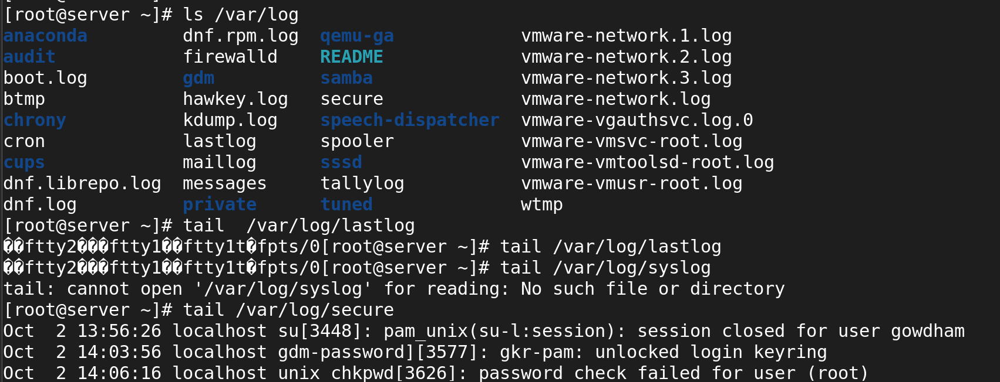 [root@server ~]# ls /var/log
anaconda         dnf.rpm.log  qemu-ga            vmware-network.1.log
audit            firewalld    README             vmware-network.2.log
boot.log         gdm          samba              vmware-network.3.log
btmp             hawkey.log   secure             vmware-network.log
chrony           kdump.log    speech-dispatcher  vmware-vgauthsvc.log.0
cron             lastlog      spooler            vmware-vmsvc-root.log
cups             maillog      sssd               vmware-vmtoolsd-root.log
dnf.librepo.log  messages     tallylog           vmware-vmusr-root.log
dnf.log          private      tuned              wtmp
[root@server ~]# tail  /var/log/lastlog
��ftty2���ftty1��ftty1t�fpts/0[root@server ~]# tail /var/log/lastlog
��ftty2���ftty1��ftty1t�fpts/0[root@server ~]# tail /var/log/syslog
tail: cannot open '/var/log/syslog' for reading: No such file or directory
[root@server ~]# tail /var/log/secure
Oct  2 13:56:26 localhost su[3448]: pam_unix(su-l:session): session closed for user gowdham
Oct  2 14:03:56 localhost gdm-password][3577]: gkr-pam: unlocked login keyring
Oct  2 14:06:16 localhost unix_chkpwd[3626]: password check failed for user (root)